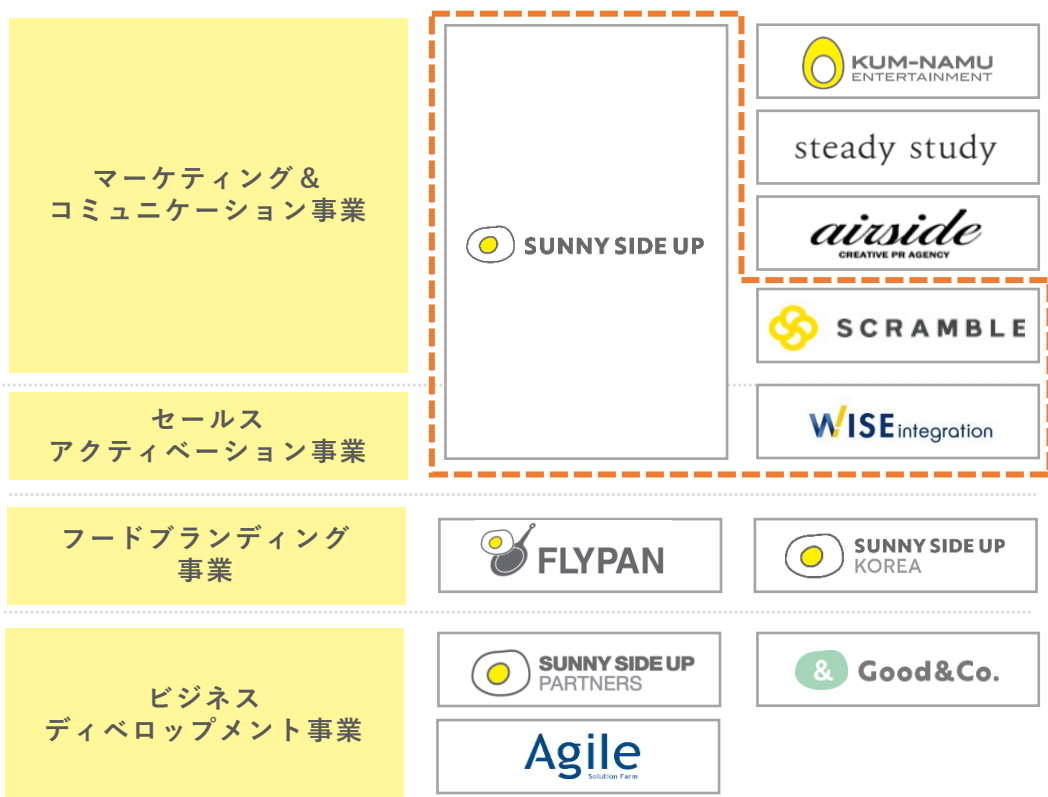 マーケティング＆
コミュニケーション事業
SUNNY SIDE UP
KUM-NAMU
ENTERTAINMENT
steady study
airside
CREATIVE PR AGENCY
SCRAMBLE
セールス
アクティベーション事業
WISE integration
フードブランディング
事業
FLYPAN
SUNNY SIDE UP
KOREA
ビジネス
ディベロップメント事業
SUNNY SIDE UP
PARTNERS
& Good&Co.
Agile
Solution Farm